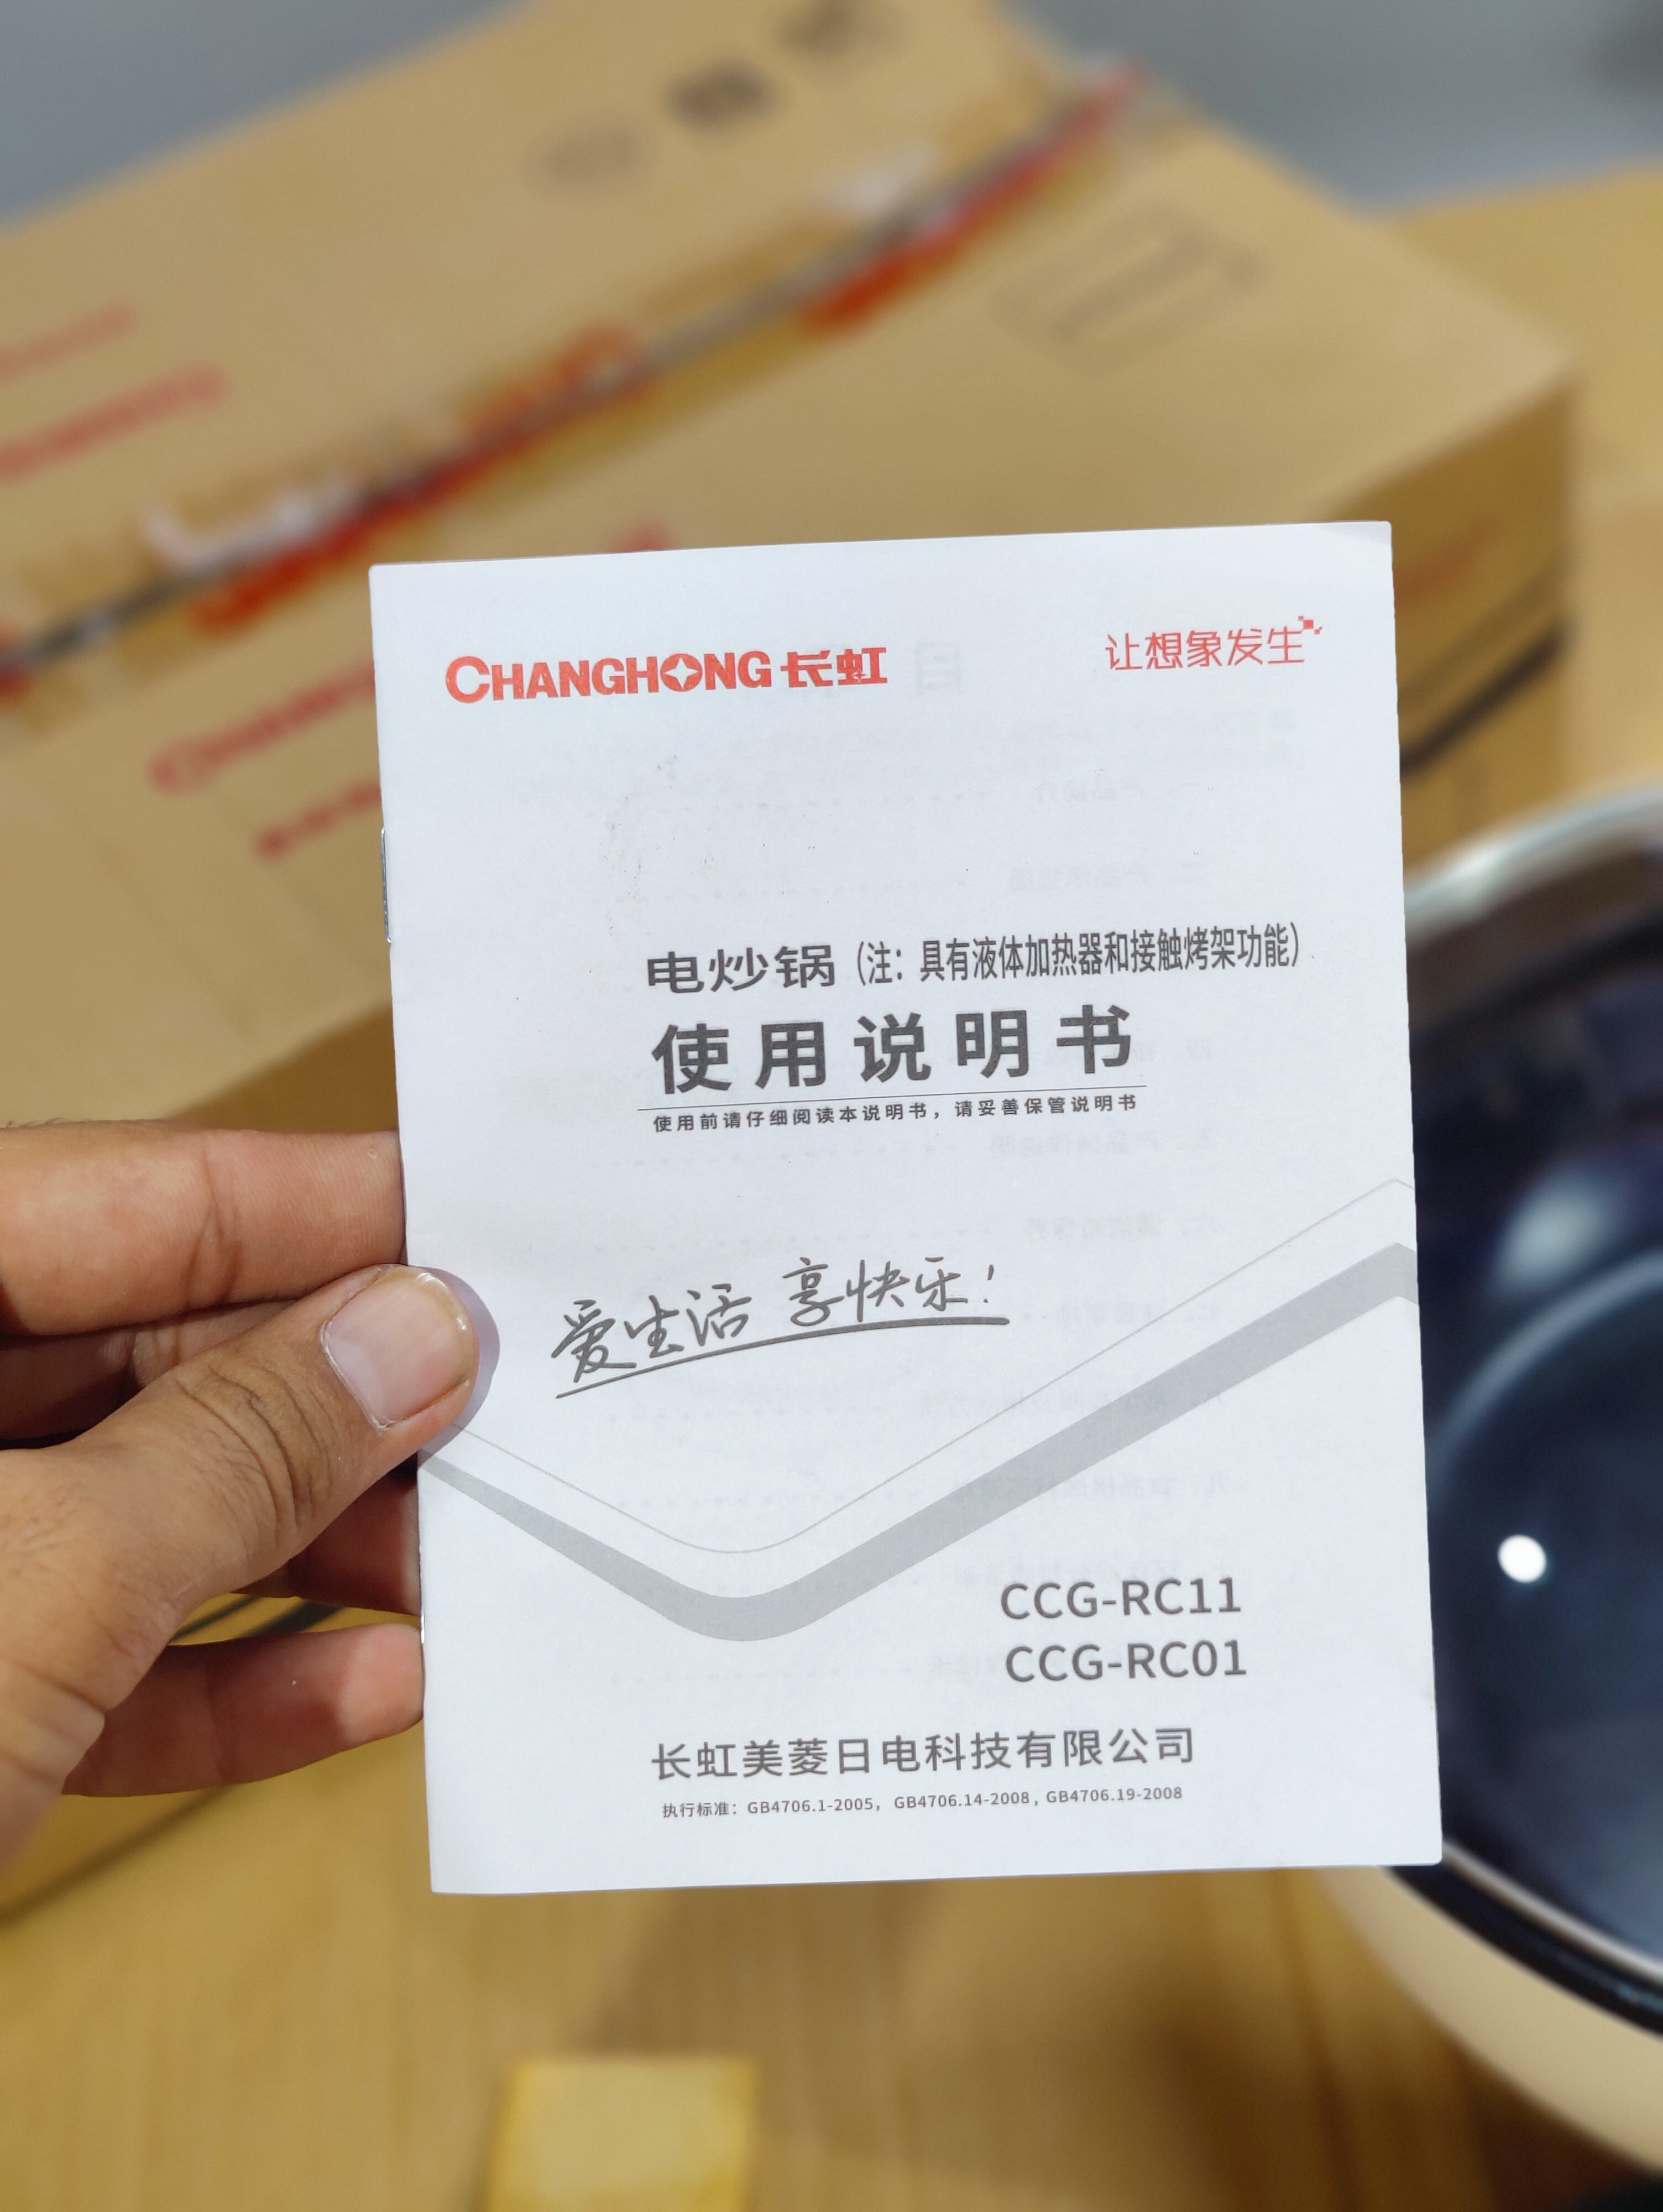 CHANGHONG 长虹
让想象发生
电炒锅(注：具有液体加热器和接触烤架功能)
使用说明书
使用前请仔细阅读本说明书，请妥善保管说明书
爱生活 享快乐!
CCG-RC11
CCG-RC01
长虹美菱日电科技有限公司
执行标准：GB4706.1-2005，GB4706.14-2008，GB4706.19-2008